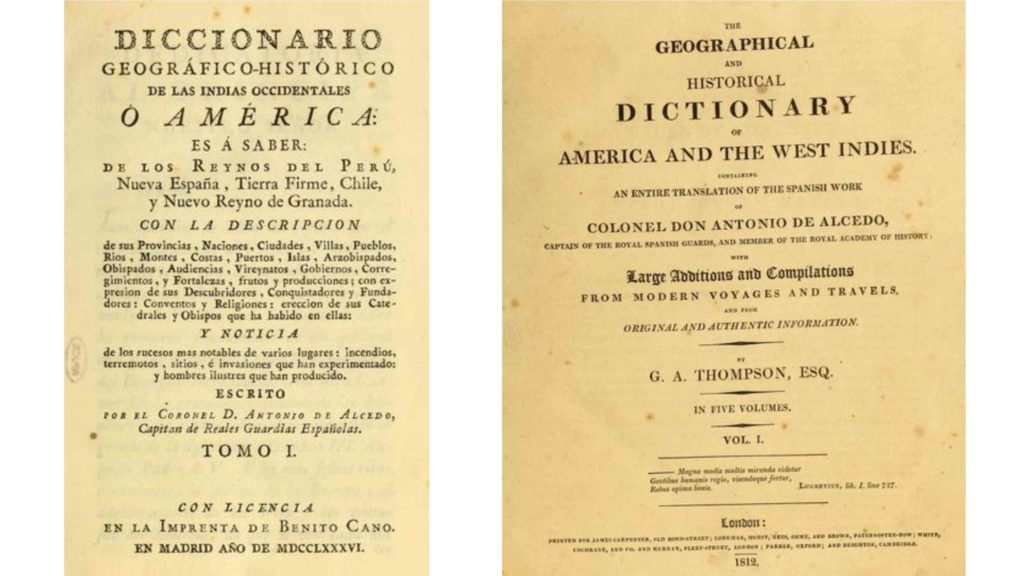 DICCIONARIO
GEOGRÁFICO-HISTÓRICO
DE LAS INDIAS OCCIDENTALES
Ó AMÉRICA:
ES Á SABER:
DE LOS REYNOS DEL PERÚ,
Nueva España, Tierra Firme, Chile,
y Nuevo Reyno de Granada.
CON LA DESCRIPCION
de sus Provincias, Naciones, Ciudades, Villas, Pueblos,
Rios, Montes, Costas, Puertos, Islas, Arzobispados,
Obispados, Audiencias, Vireynatos, Gobiernos, Corre-
gimientos, y Fortalezas, frutos y producciones; con ex-
presion de sus Descubridores, Conquistadores y Funda-
dores: Conventos y Religiones: ereccion de sus Cate-
drales y Obispos que ha habido en ellas:
Y NOTICIA
de los sucesos mas notables de varios lugares: incendios,
terremotos, sitios, é invasiones que han experimentado:
y hombres ilustres que han producido.
ESCRITO
POR EL CORONEL D. ANTONIO DE ALCEDO,
Capitan de Reales Guardias Españolas.
TOMO I.
CON LICENCIA
EN LA IMPRENTA DE BENITO CANO.
EN MADRID AÑO DE MDCCLXXXVI.
THE
GEOGRAPHICAL
AND
HISTORICAL
DICTIONARY
OF
AMERICA AND THE WEST INDIES.
CONTAINING
AN ENTIRE TRANSLATION OF THE SPANISH WORK
OF
COLONEL DON ANTONIO DE ALCEDO,
CAPTAIN OF THE ROYAL SPANISH GUARDS, AND MEMBER OF THE ROYAL ACADEMY OF HISTORY:
WITH
Large Additions and Compilations
FROM MODERN VOYAGES AND TRAVELS,
AND FROM
ORIGINAL AND AUTHENTIC INFORMATION.
BY
G. A. THOMPSON, ESQ.
IN FIVE VOLUMES.
VOL. I.
Magna modis multis miranda videtur
Gentibus humanis regio, visendaque fertur,
Rebus opima bonis. LUCRETIUS, lib. I. line 727.
London:
PRINTED FOR JAMES CARPENTER, OLD BOND-STREET; LONGMAN, HURST, REES, ORME, AND BROWN, PATERNOSTER-ROW; WHITE,
COCHRANE, AND CO. AND MURRAY, FLEET-STREET, LONDON; PARKER, OXFORD; AND DEIGHTON, CAMBRIDGE.
1812.